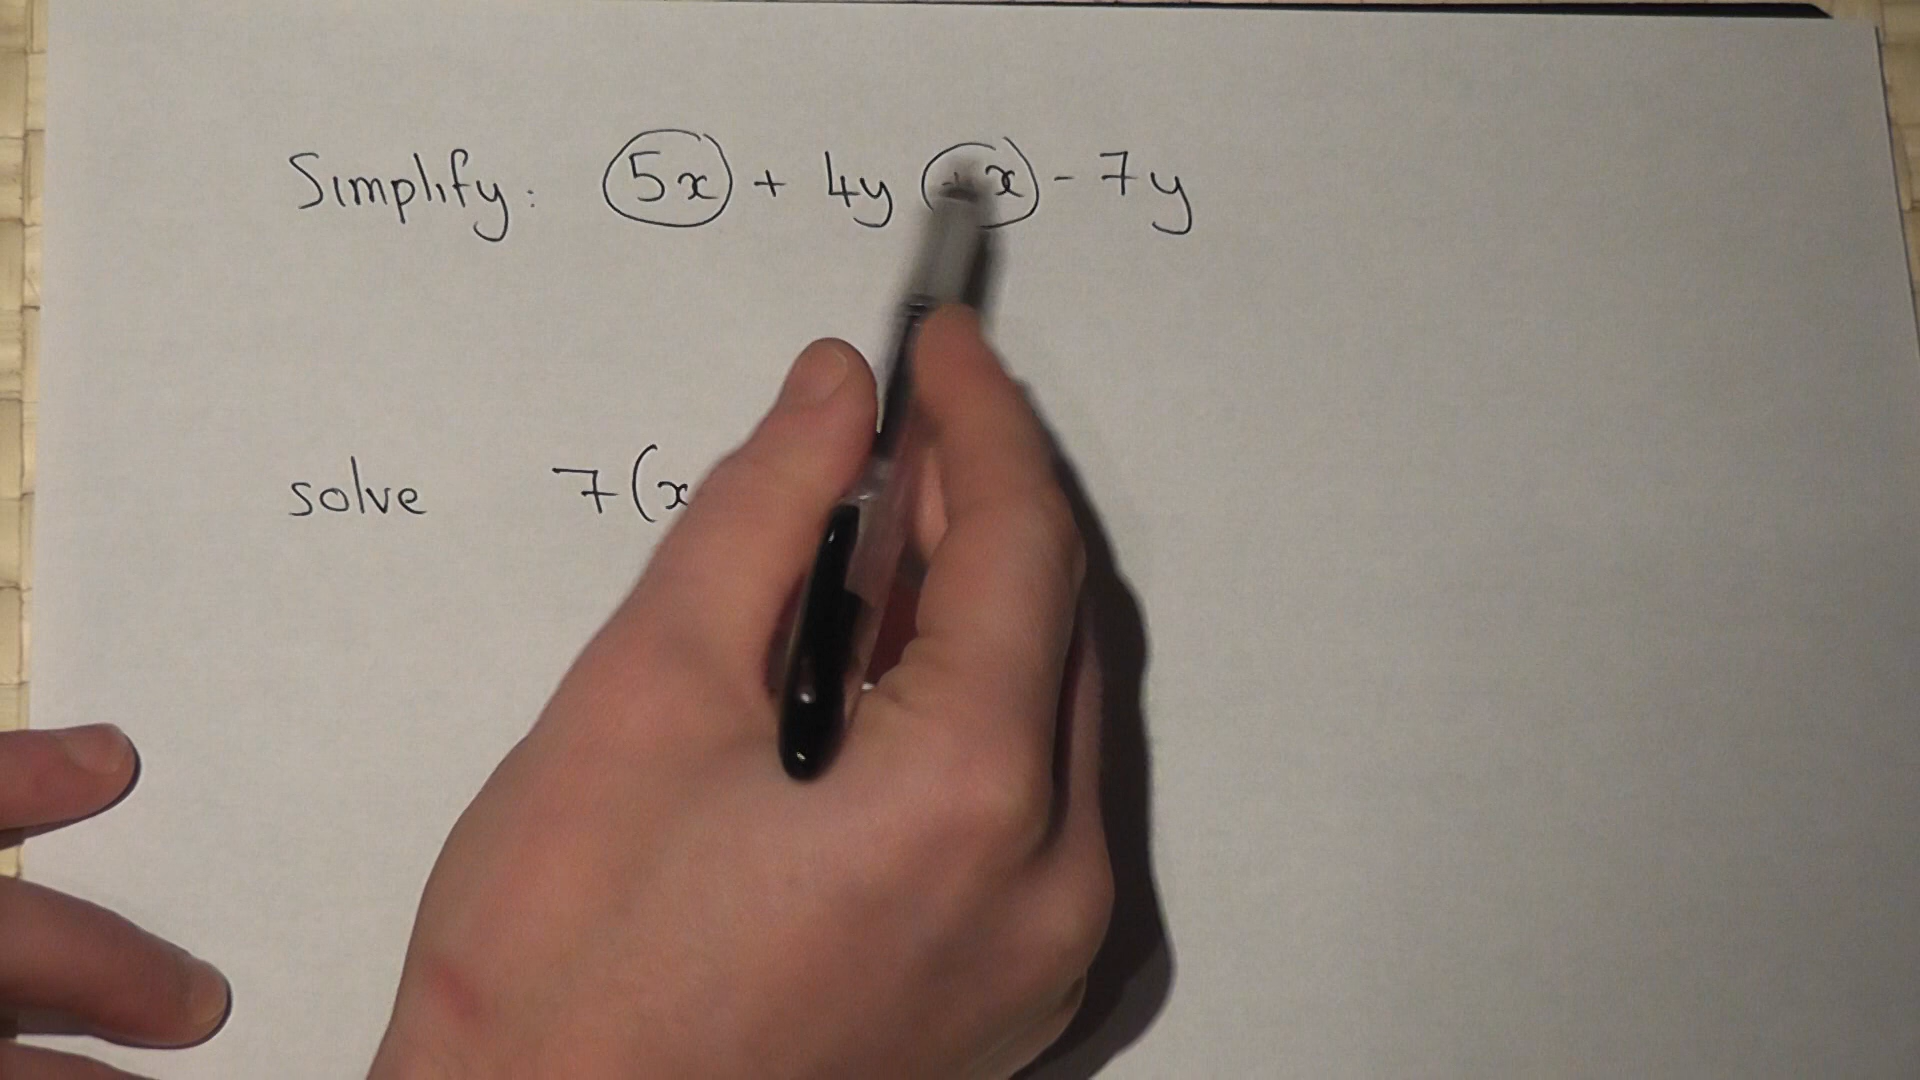 Simplify: 5x + 4y + x - 7y
solve 7(x